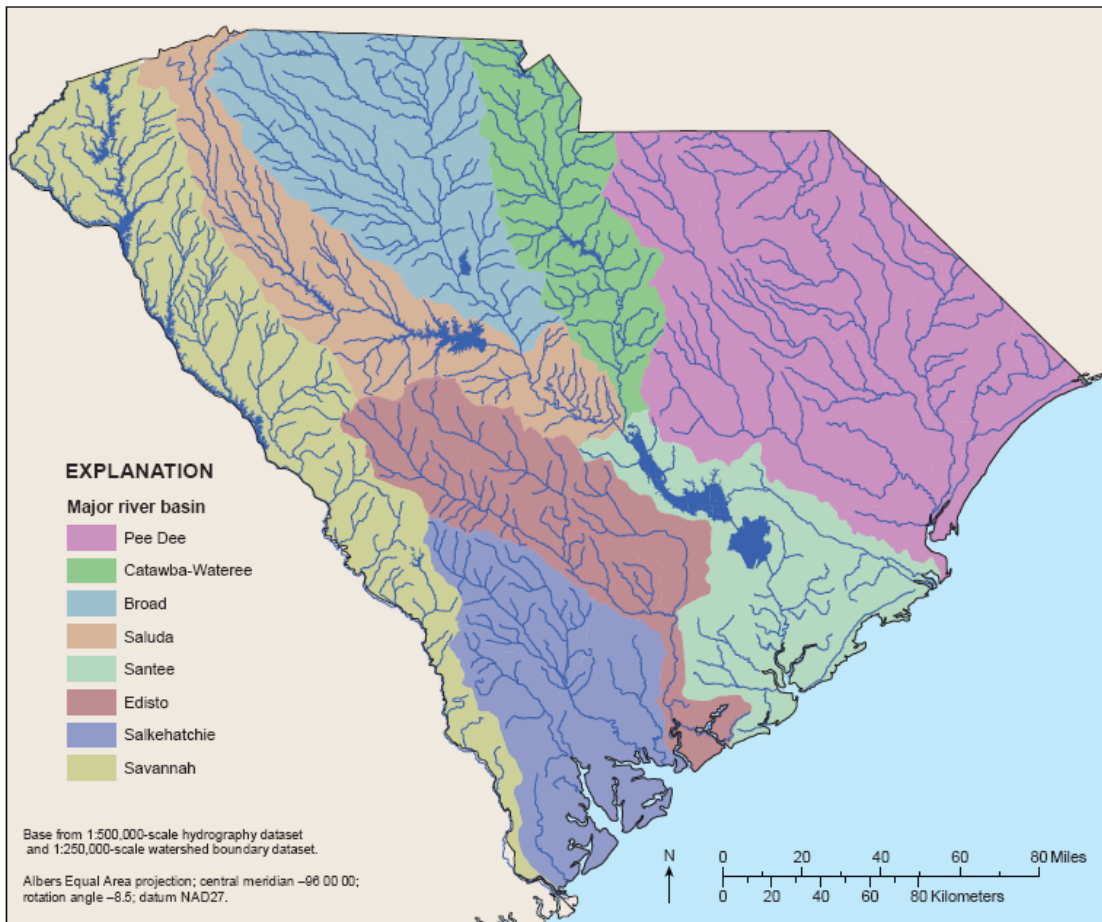 EXPLANATION
Major river basin
Pee Dee
Catawba-Wateree
Broad
Saluda
Santee
Edisto
Salkehatchie
Savannah
Base from 1:500,000-scale hydrography dataset
and 1:250,000-scale watershed boundary dataset.
Albers Equal Area projection; central meridian –96 00 00;
rotation angle –8.5; datum NAD27.
N
0 20 40 60 80 Miles
0 20 40 60 80 Kilometers